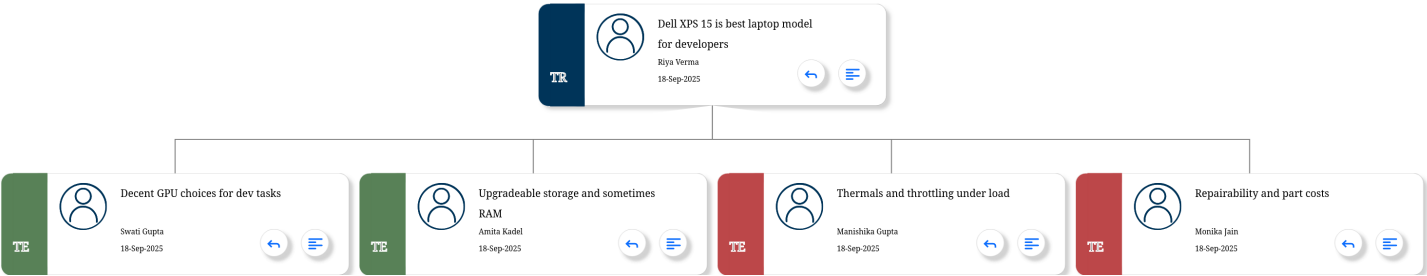 Dell XPS 15 is best laptop model
for developers
Riya Verma
TR
18-Sep-2025
Decent GPU choices for dev tasks
Swati Gupta
TE
18-Sep-2025
Upgradeable storage and sometimes
RAM
Amita Kadel
TE
18-Sep-2025
Thermals and throttling under load
Manishika Gupta
TE
18-Sep-2025
Repairability and part costs
Monika Jain
TE
18-Sep-2025